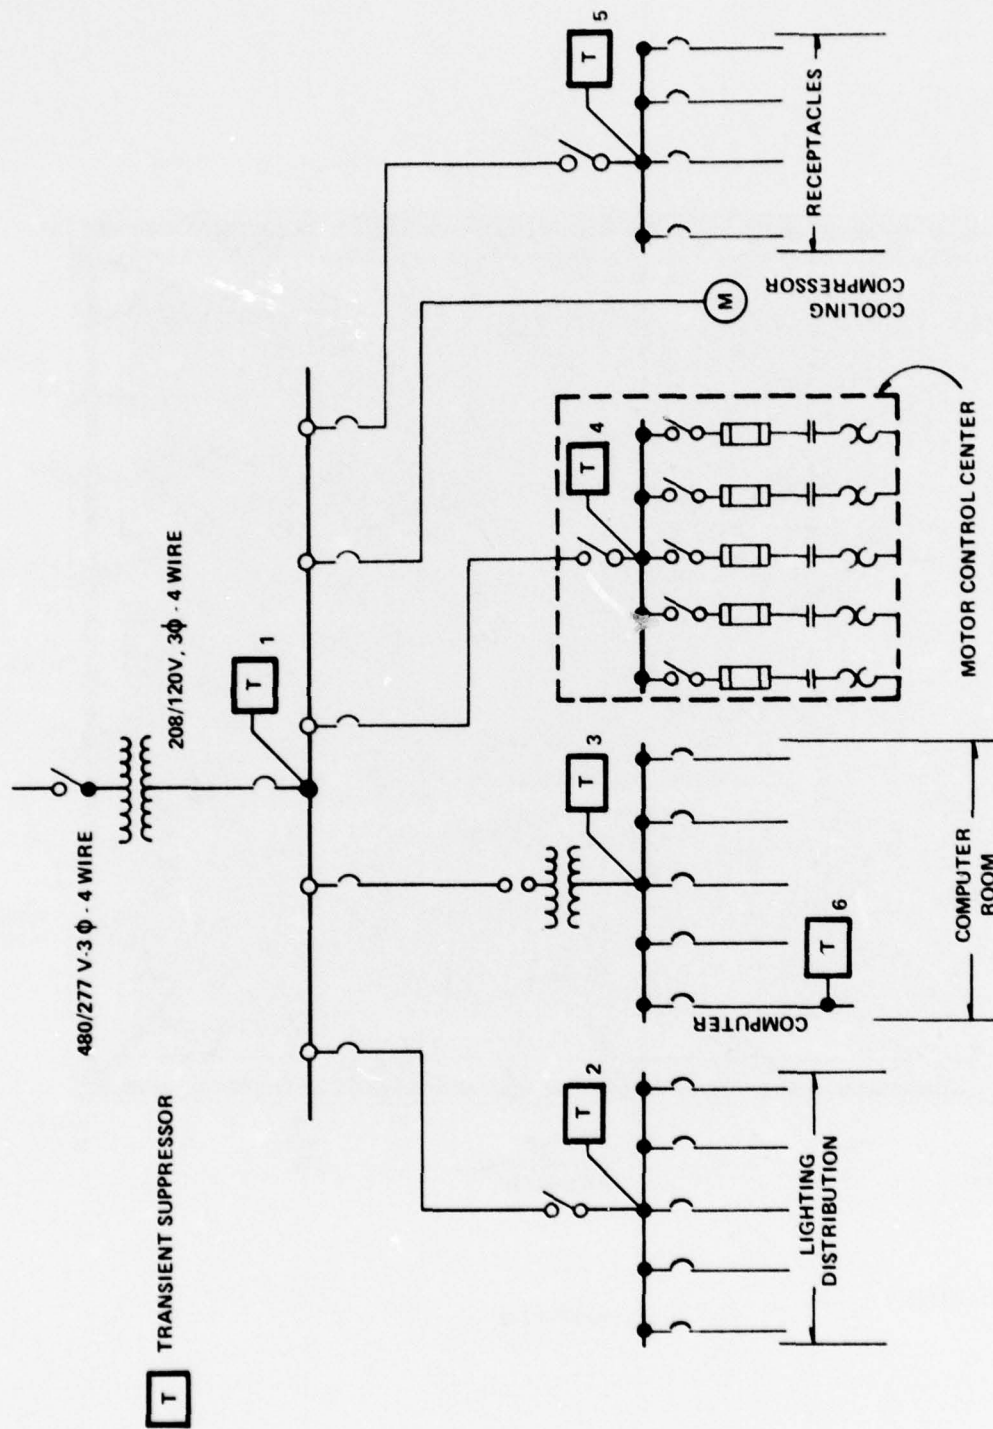 T TRANSIENT SUPPRESSOR
480/277 V-3 ϕ - 4 WIRE
208/120V, 3ϕ - 4 WIRE
T 1
T 2
T 3
T 4
T 5
T 6
LIGHTING
DISTRIBUTION
COMPUTER
COMPUTER
ROOM
MOTOR CONTROL CENTER
M
COOLING
COMPRESSOR
RECEPTACLES